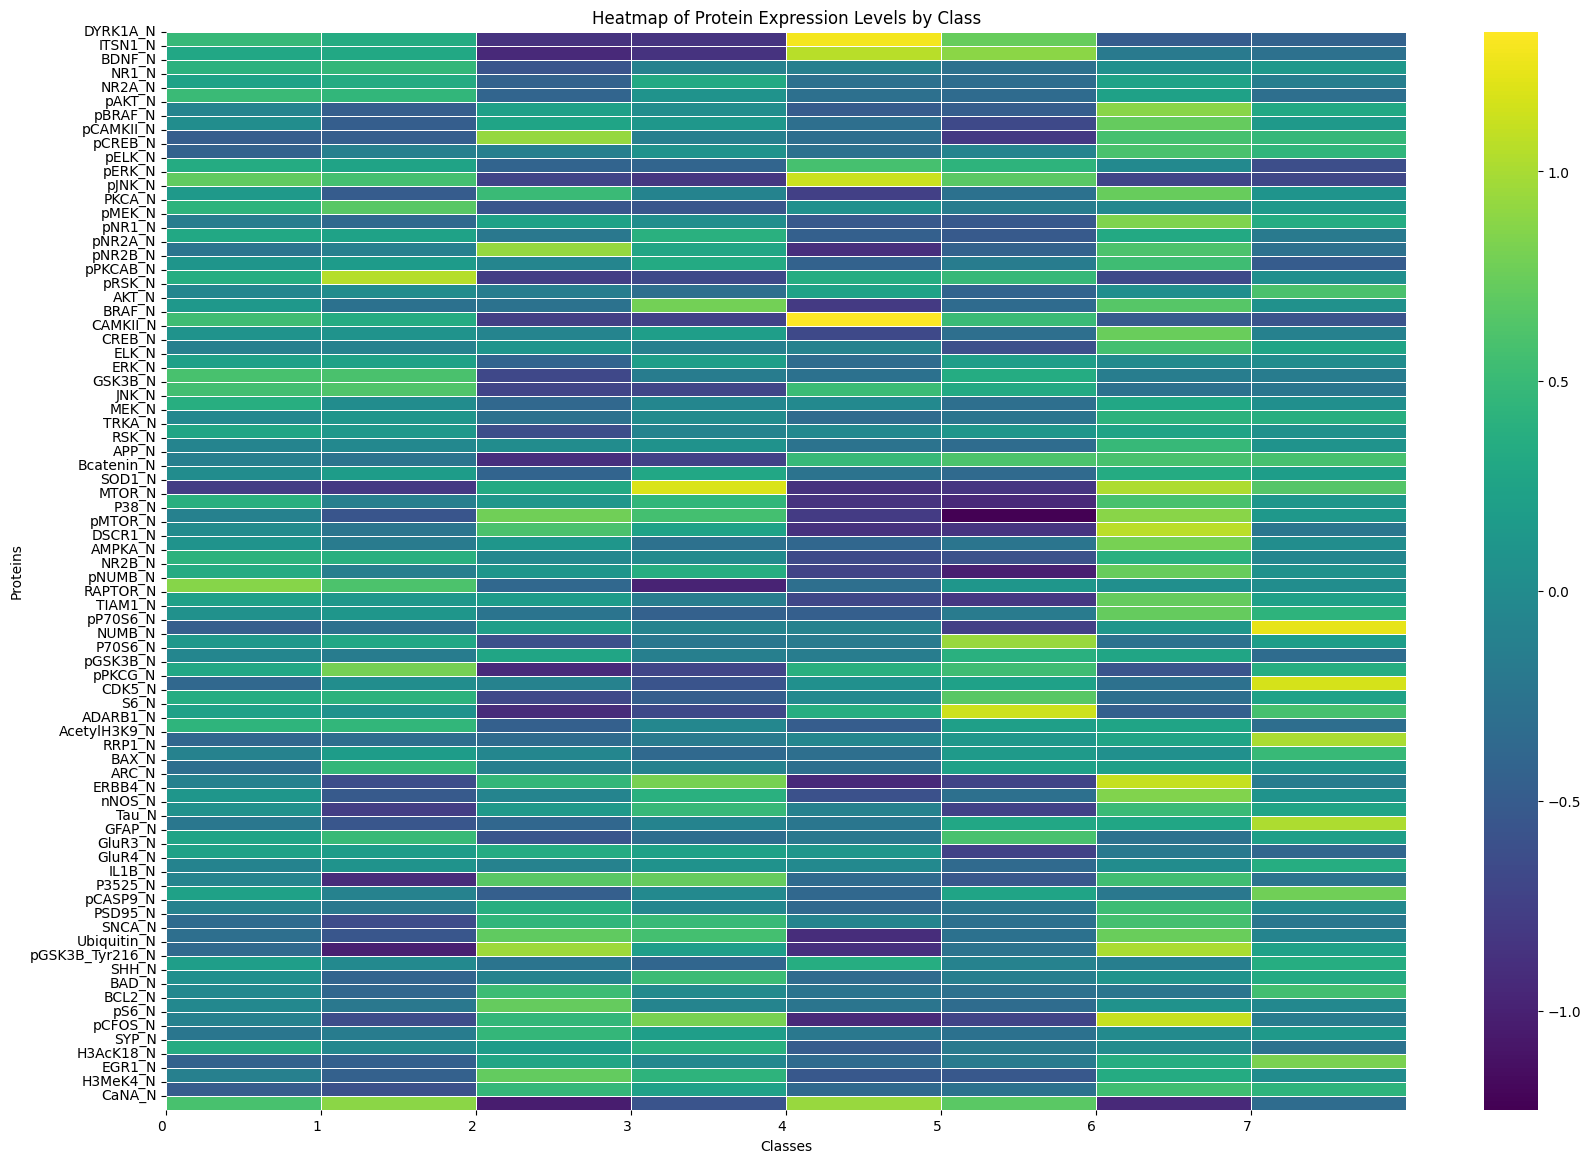 Heatmap of Protein Expression Levels by Class
DYRK1A_N
ITSN1_N
BDNF_N
NR1_N
NR2A_N
pAKT_N
pBRAF_N
pCAMKII_N
pCREB_N
pELK_N
pERK_N
pJNK_N
PKCA_N
pMEK_N
pNR1_N
pNR2A_N
pNR2B_N
pPKCAB_N
pRSK_N
AKT_N
BRAF_N
CAMKII_N
CREB_N
ELK_N
ERK_N
GSK3B_N
JNK_N
MEK_N
TRKA_N
RSK_N
APP_N
Bcatenin_N
SOD1_N
MTOR_N
P38_N
pMTOR_N
DSCR1_N
AMPKA_N
NR2B_N
pNUMB_N
RAPTOR_N
TIAM1_N
pP70S6_N
NUMB_N
P70S6_N
pGSK3B_N
pPKCG_N
CDK5_N
S6_N
ADARB1_N
AcetylH3K9_N
RRP1_N
BAX_N
ARC_N
ERBB4_N
nNOS_N
Tau_N
GFAP_N
GluR3_N
GluR4_N
IL1B_N
P3525_N
pCASP9_N
PSD95_N
SNCA_N
Ubiquitin_N
pGSK3B_Tyr216_N
SHH_N
BAD_N
BCL2_N
pS6_N
pCFOS_N
SYP_N
H3AcK18_N
EGR1_N
H3MeK4_N
CaNA_N
Proteins
0 1 2 3 4 5 6 7
Classes
1.0
0.5
0.0
−0.5
−1.0